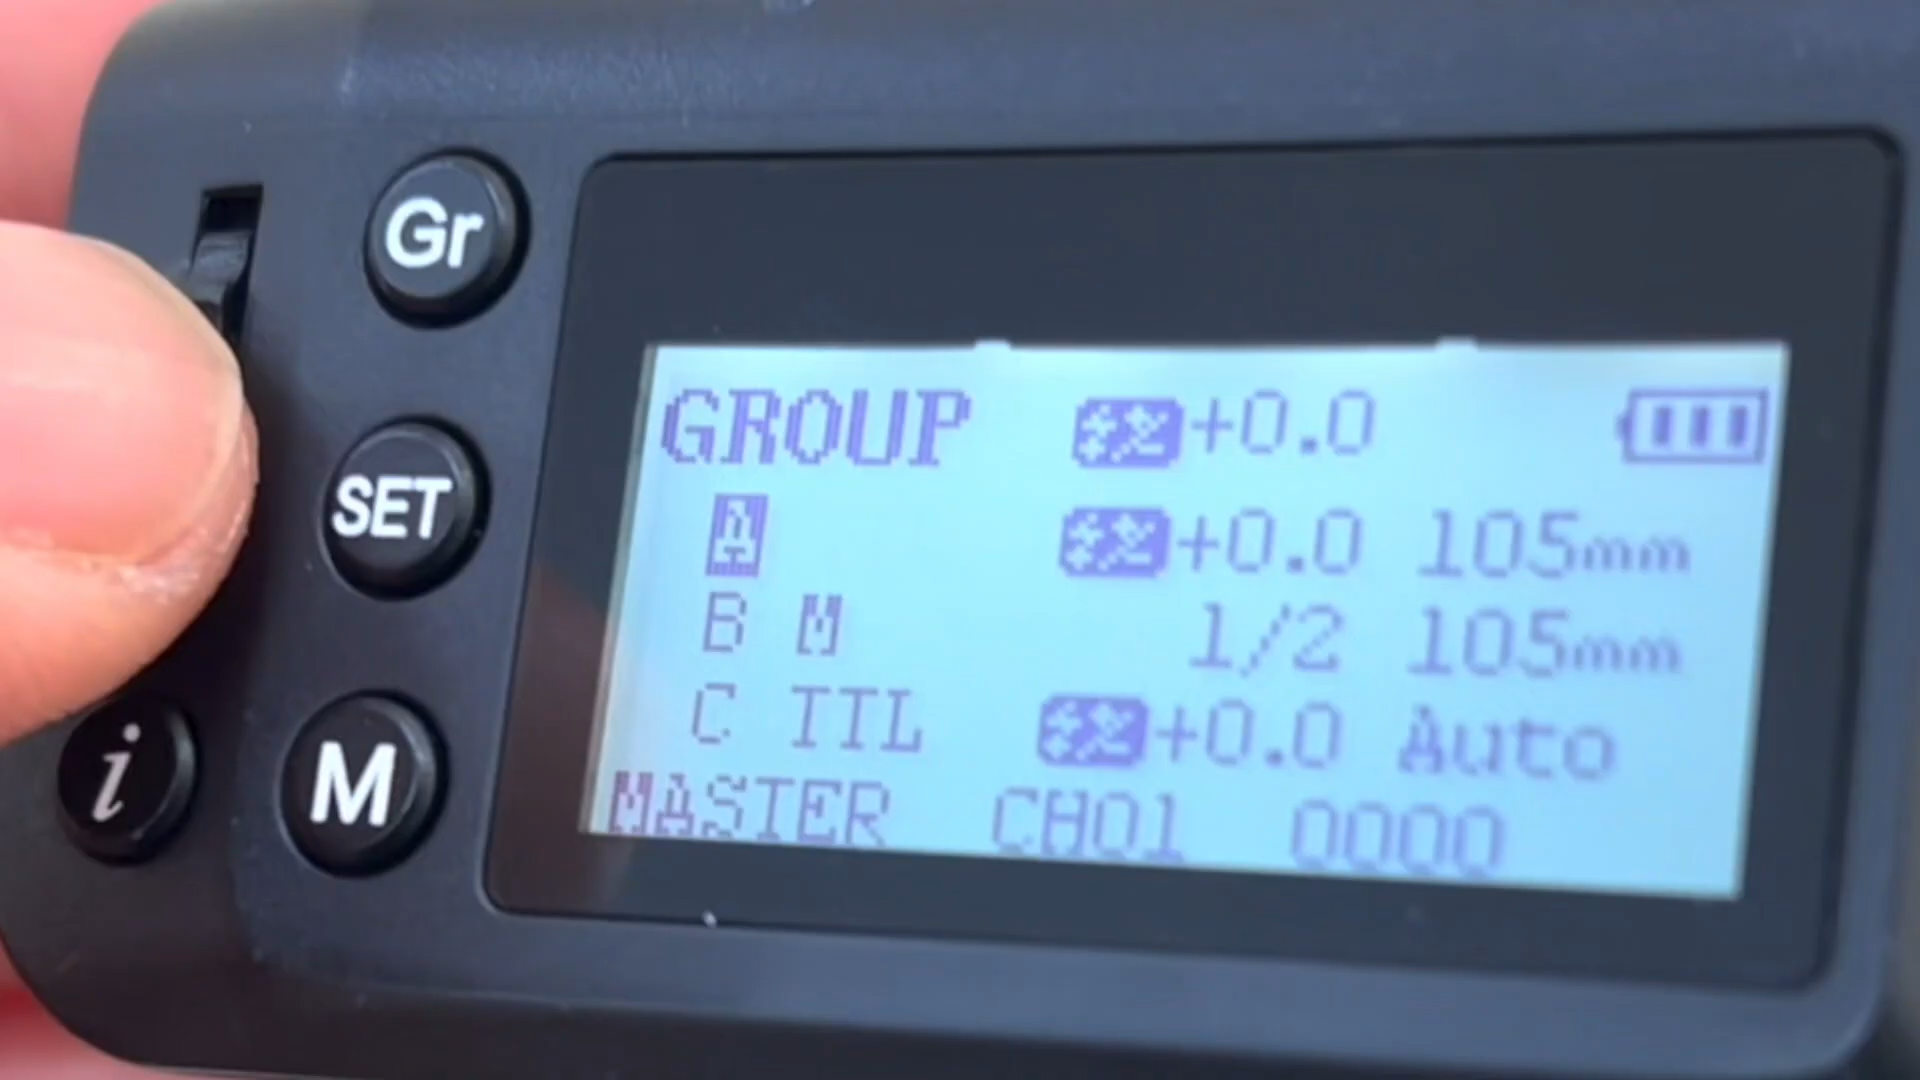 Gr
SET
i
M
GROUP +0.0
A +0.0 105mm
B M 1/2 105mm
C TTL +0.0 Auto
MASTER CH01 0000